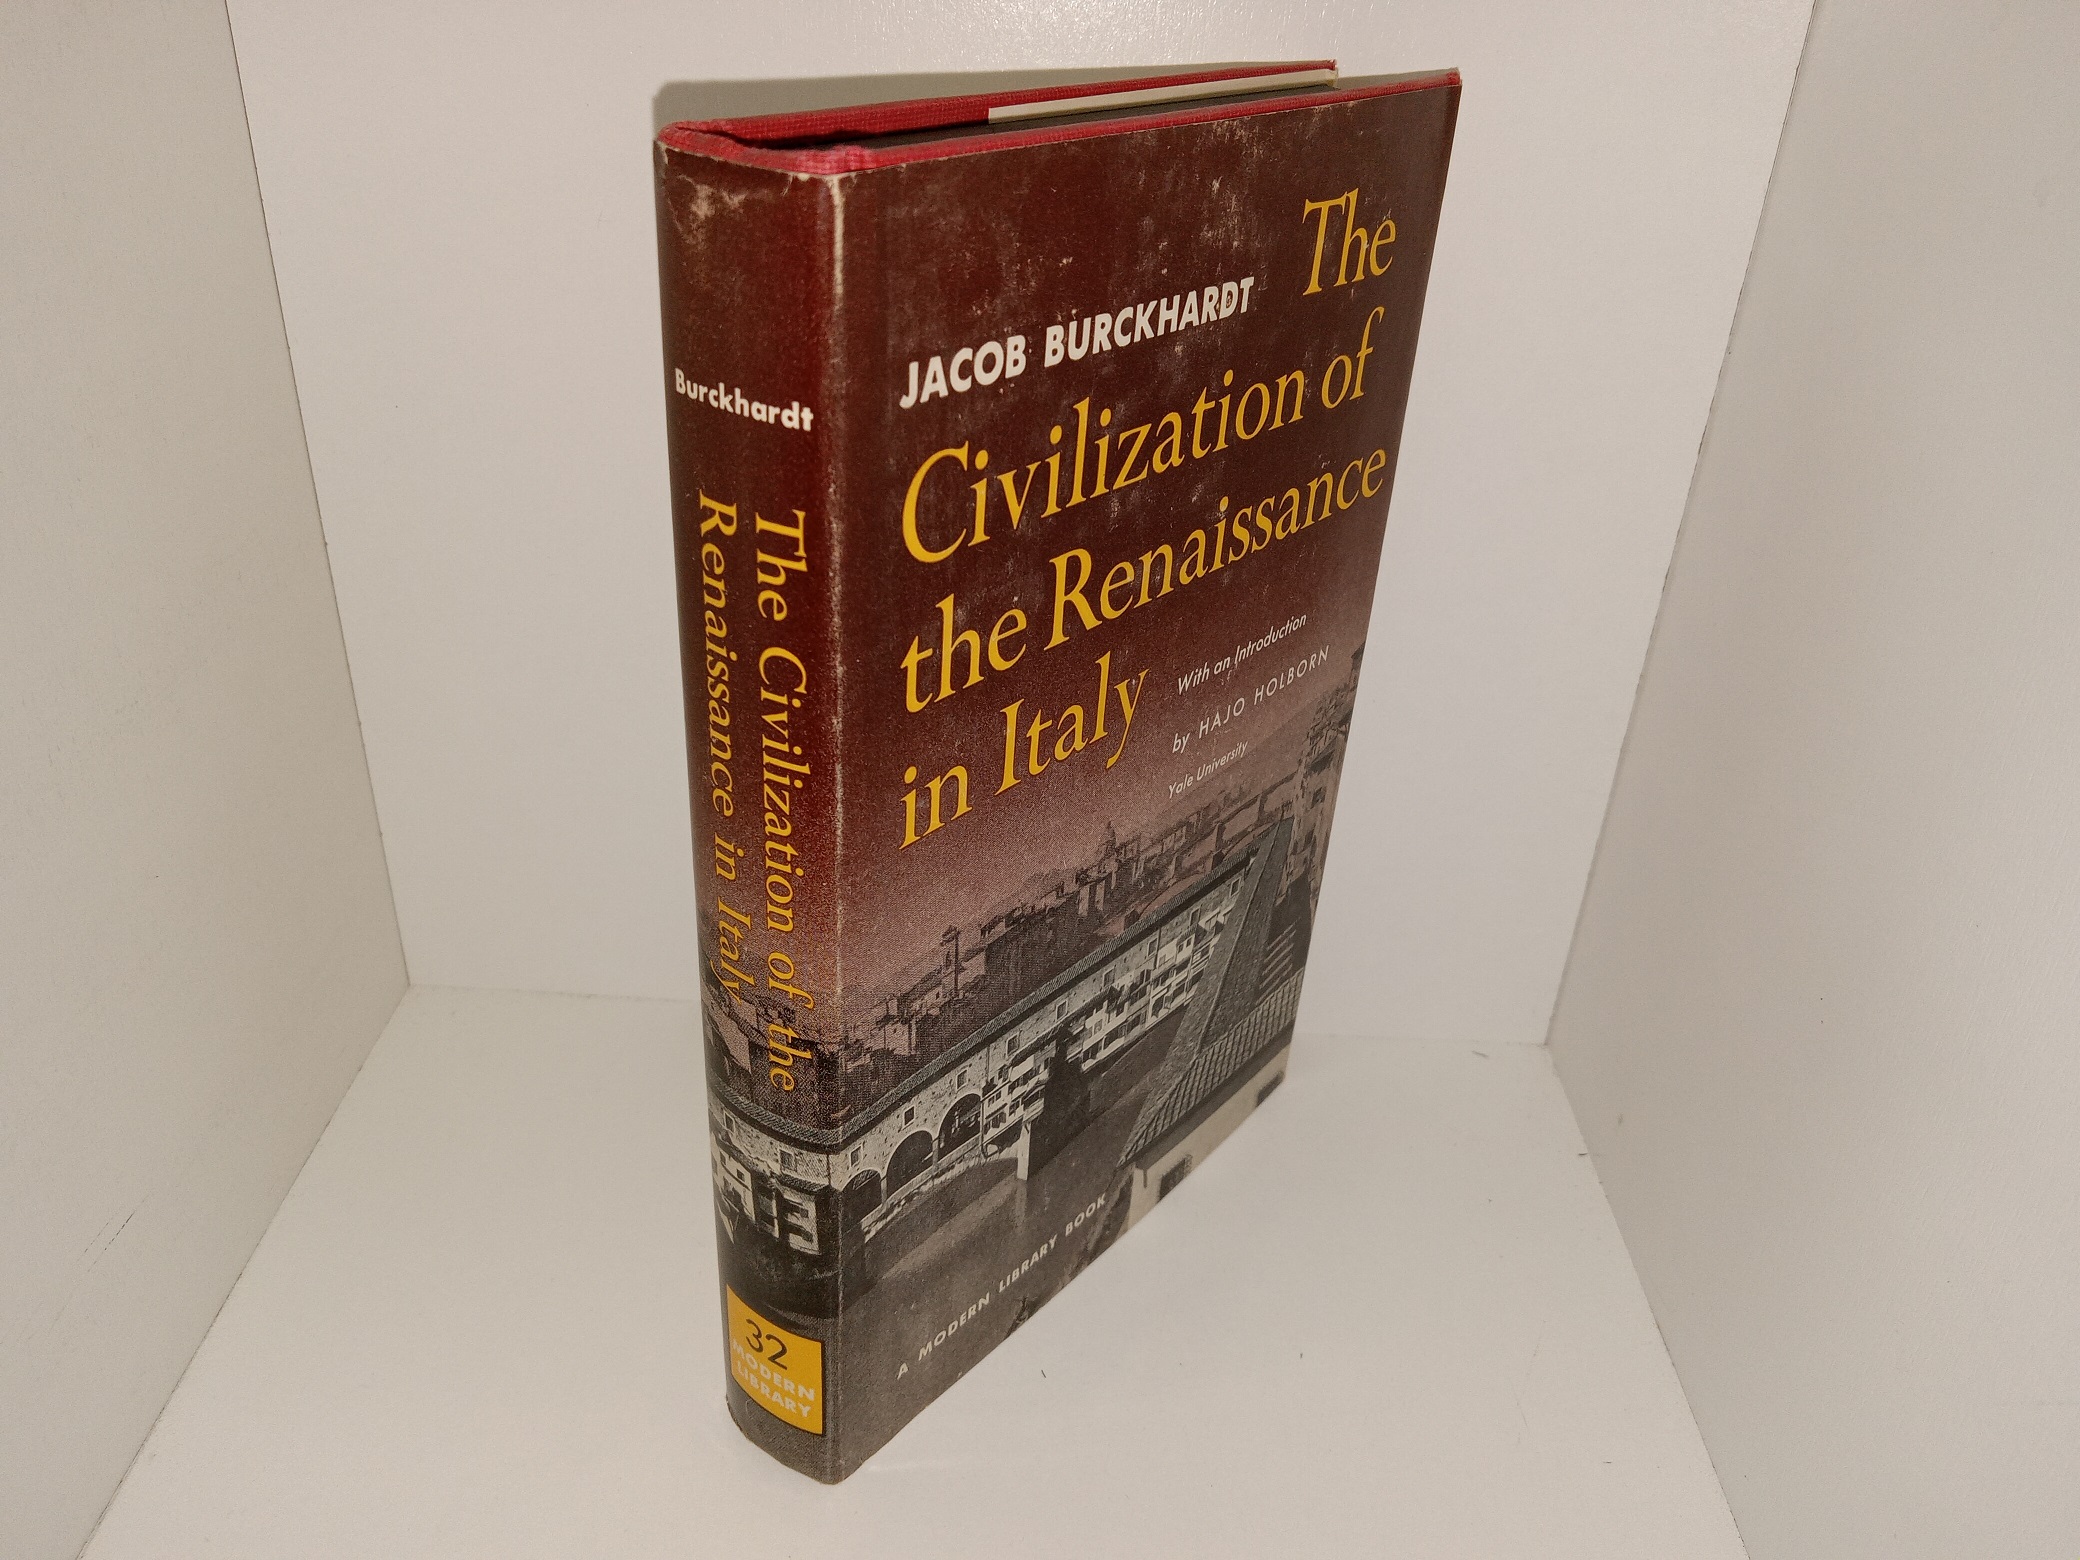 Burckhardt
The Civilization of the
Renaissance in Italy
32
MODERN
LIBRARY
The
JACOB BURCKHARDT
Civilization of
the Renaissance
in Italy
With an Introduction
by HAJO HOLBORN
Yale University
A MODERN LIBRARY BOOK